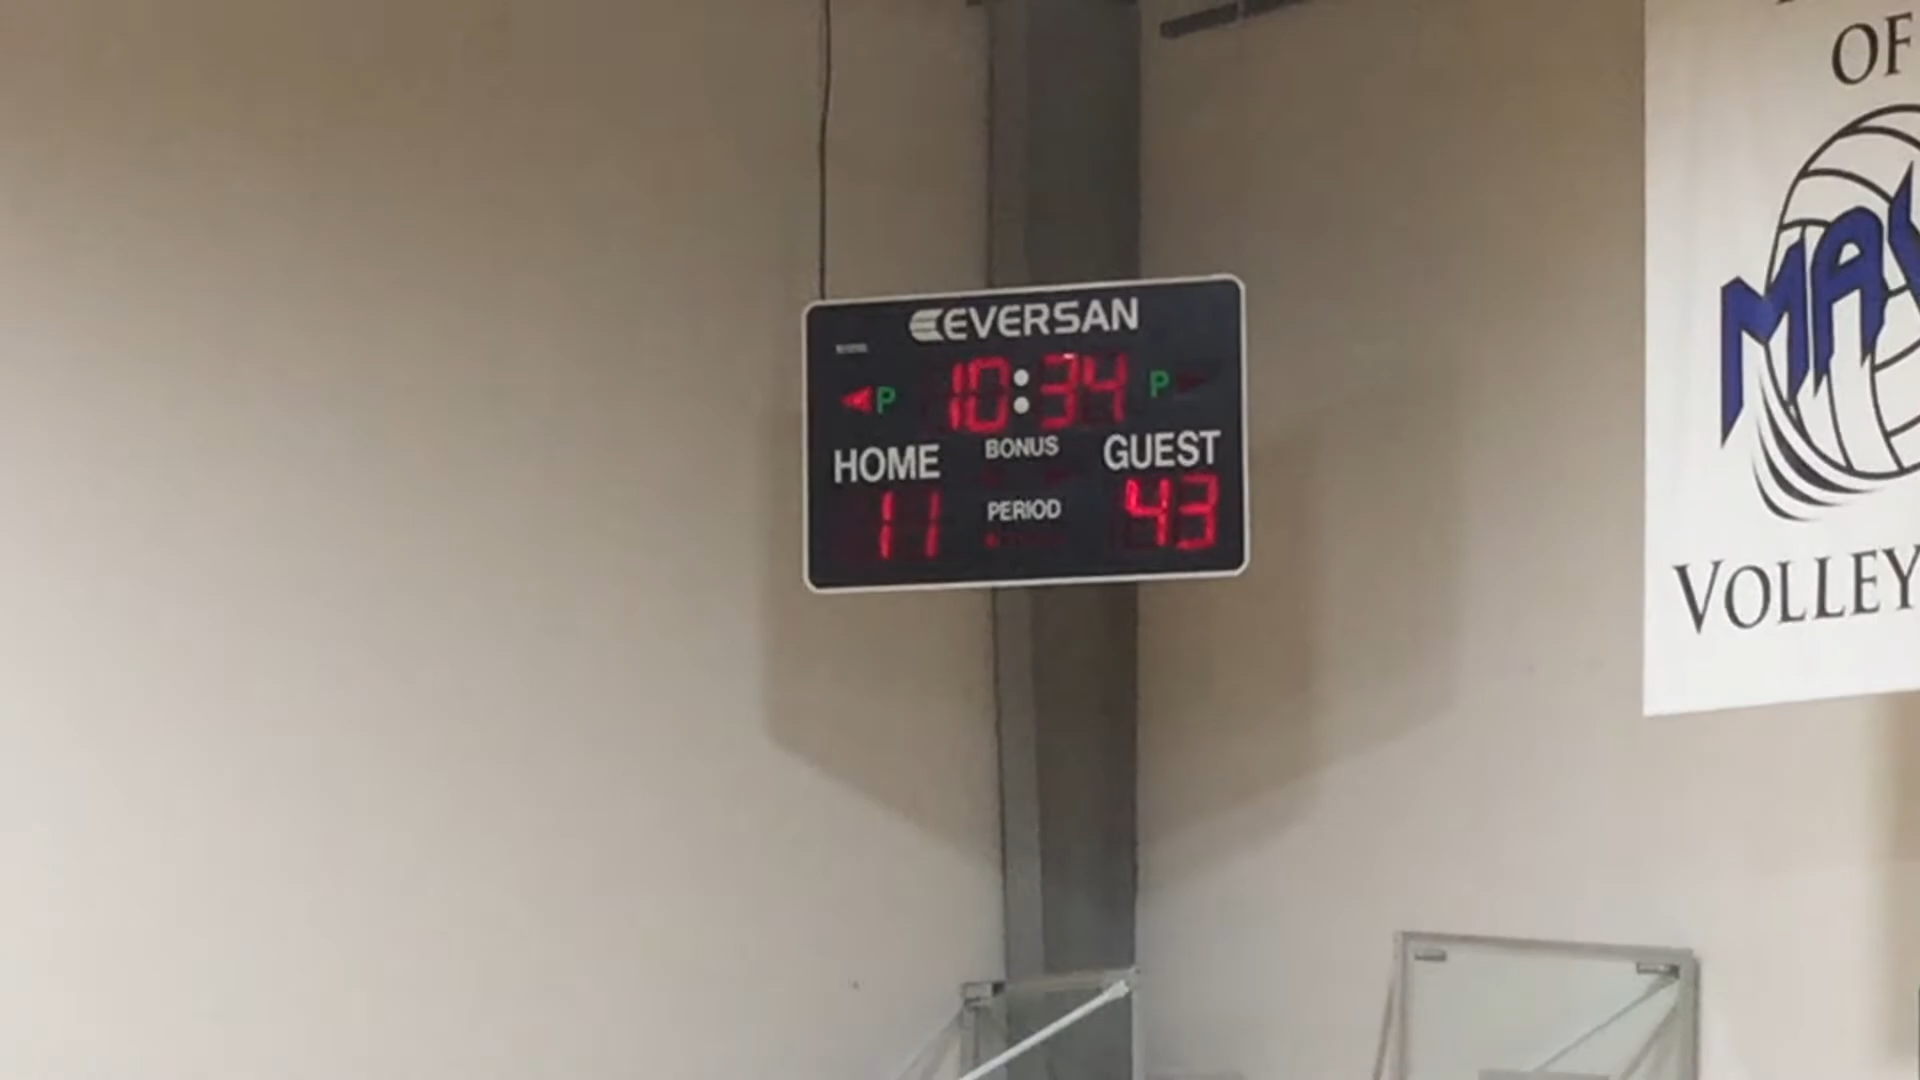 EVERSAN
P 10:34 P
HOME BONUS GUEST
11 PERIOD 43
OF
VOLLEY